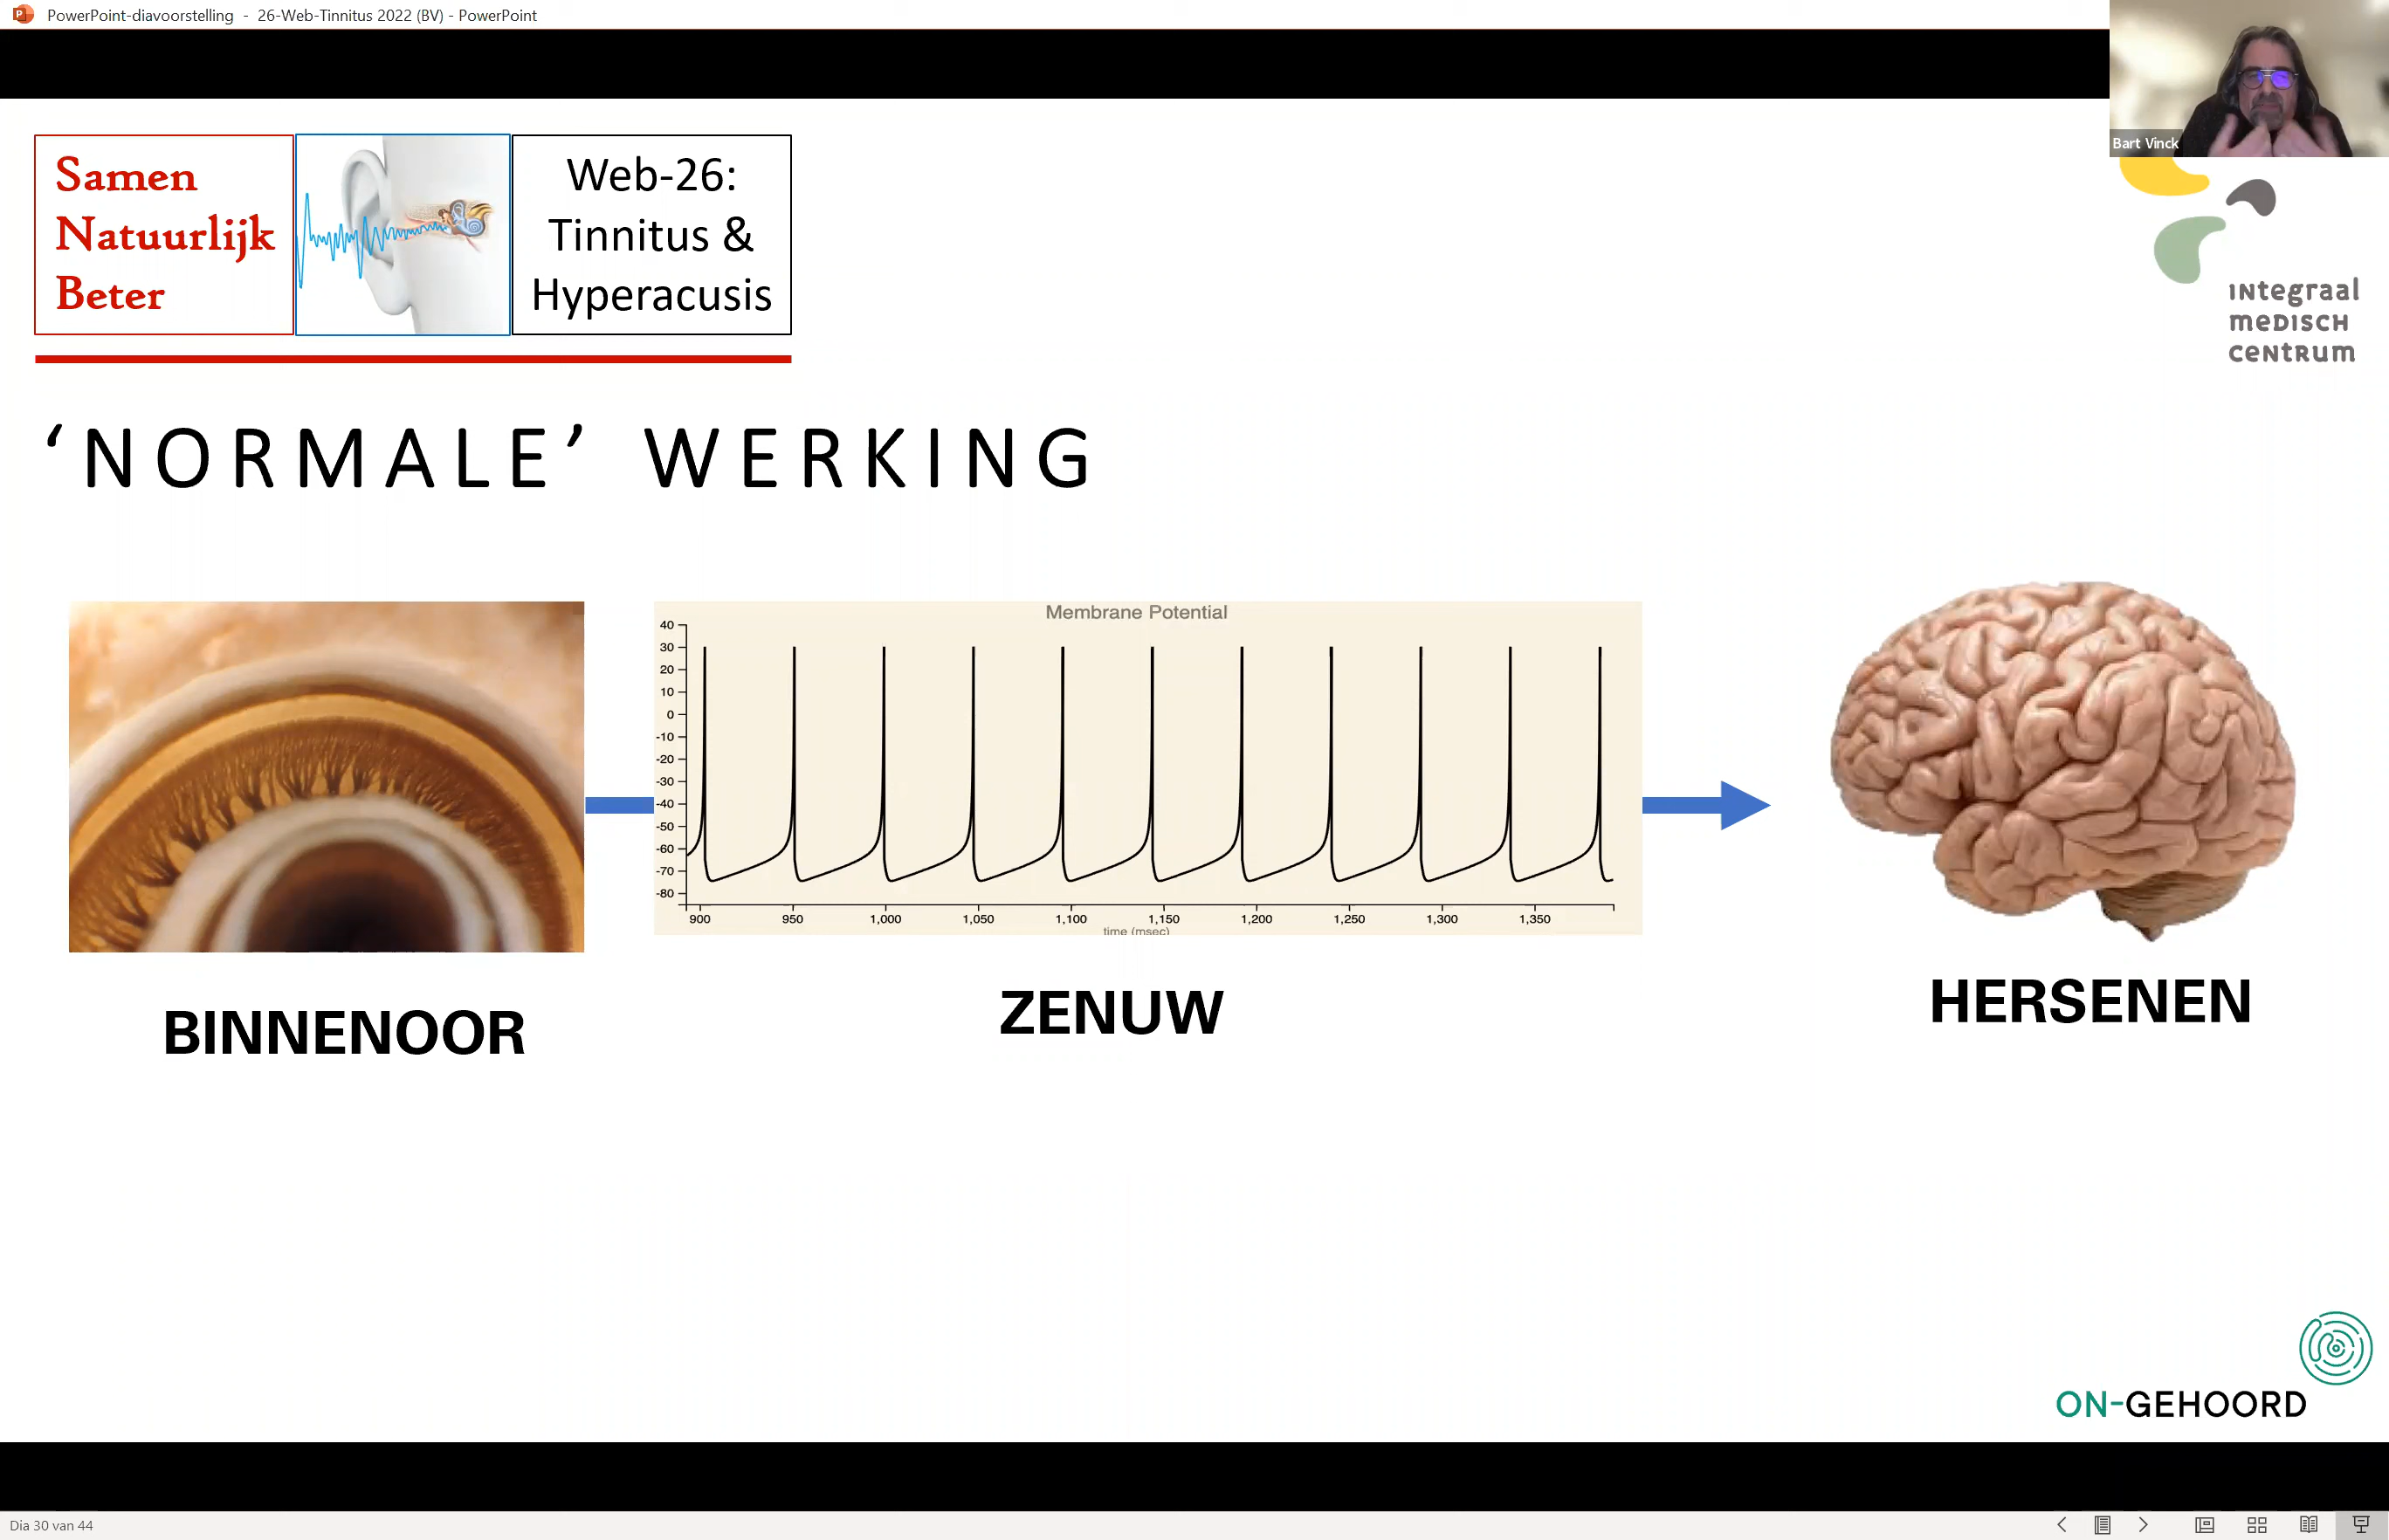 PowerPoint-diavoorstelling - 26-Web-Tinnitus 2022 (BV) - PowerPoint
Bart Vinck
Samen
Natuurlijk
Beter
Web-26:
Tinnitus &
Hyperacusis
integraal
medisch
centrum
‘NORMALE’ WERKING
Membrane Potential
40
30
20
10
0
-10
-20
-30
-40
-50
-60
-70
-80
900 950 1,000 1,050 1,100 1,150 1,200 1,250 1,300 1,350
time (msec)
BINNENOOR
ZENUW
HERSENEN
ON-GEHOORD
Dia 30 van 44